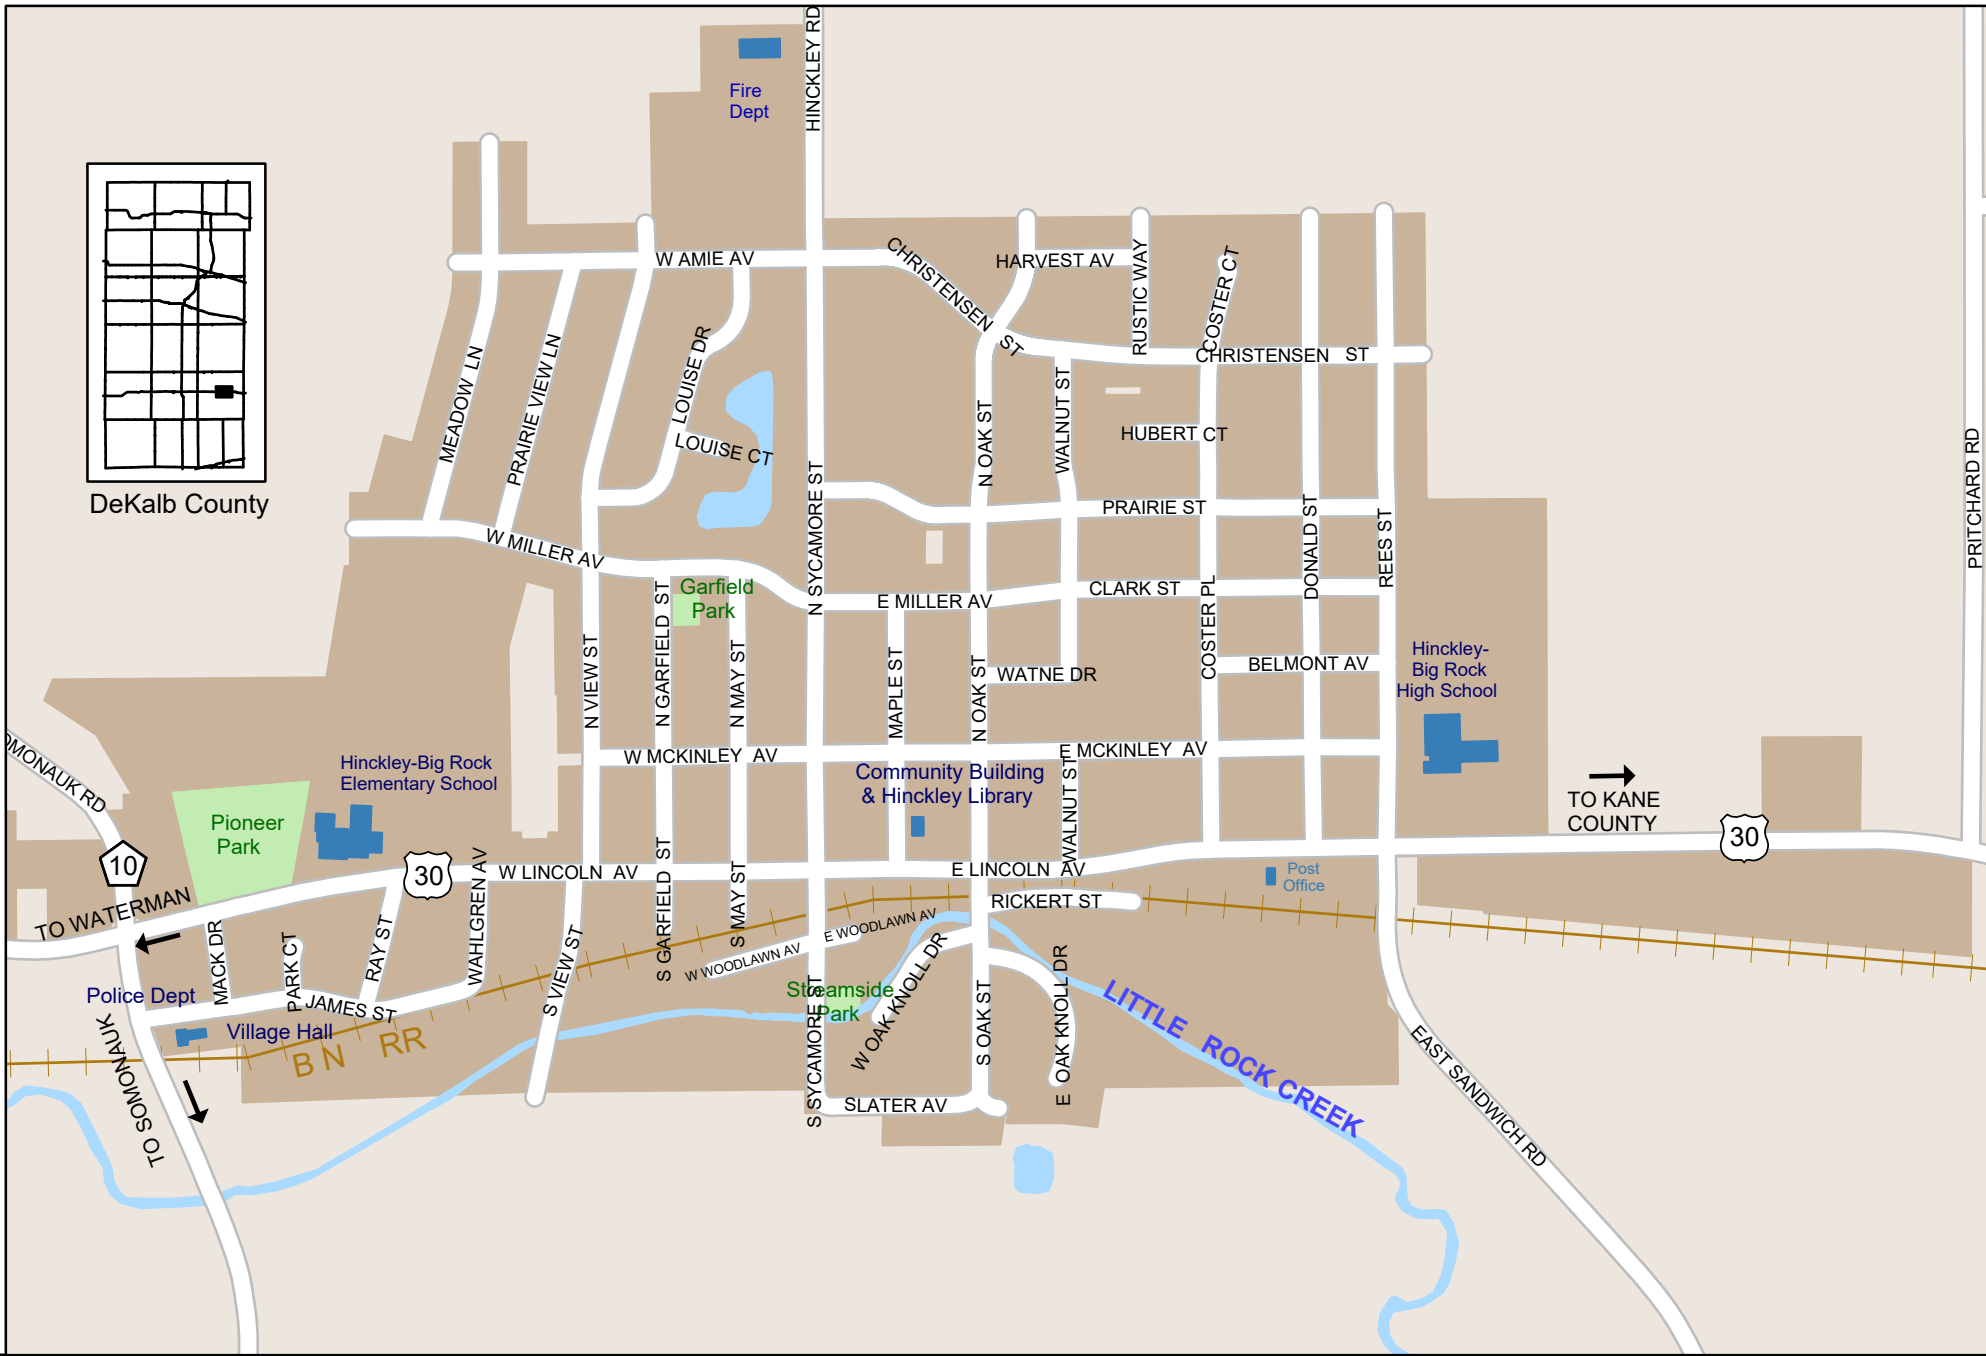 HINCKLEY RD
Fire
Dept
DeKalb County
W AMIE AV
CHRISTENSEN ST
HARVEST AV
RUSTIC WAY
COSTER CT
CHRISTENSEN ST
MEADOW LN
PRAIRIE VIEW LN
LOUISE DR
LOUISE CT
N OAK ST
WALNUT ST
HUBERT CT
PRITCHARD RD
N SYCAMORE ST
PRAIRIE ST
DONALD ST
REES ST
W MILLER AV
Garfield
Park
E MILLER AV
CLARK ST
COSTER PL
N VIEW ST
N GARFIELD ST
N MAY ST
MAPLE ST
N OAK ST
WATNE DR
BELMONT AV
Hinckley-
Big Rock
High School
W MCKINLEY AV
E MCKINLEY AV
OMONAUK RD
Hinckley-Big Rock
Elementary School
Community Building
& Hinckley Library
WALNUT ST
TO KANE
COUNTY
30
Pioneer
Park
10
30
WAHLGREN AV
W LINCOLN AV
S GARFIELD ST
S MAY ST
E LINCOLN AV
Post
Office
TO WATERMAN
RICKERT ST
MACK DR
PARK CT
RAY ST
S VIEW ST
W WOODLAWN AV
E WOODLAWN AV
Police Dept
JAMES ST
Village Hall
Streamside
Park
S SYCAMORE ST
W OAK KNOLL DR
S OAK ST
E OAK KNOLL DR
LITTLE ROCK CREEK
B N RR
TO SOMONAUK
SLATER AV
EAST SANDWICH RD